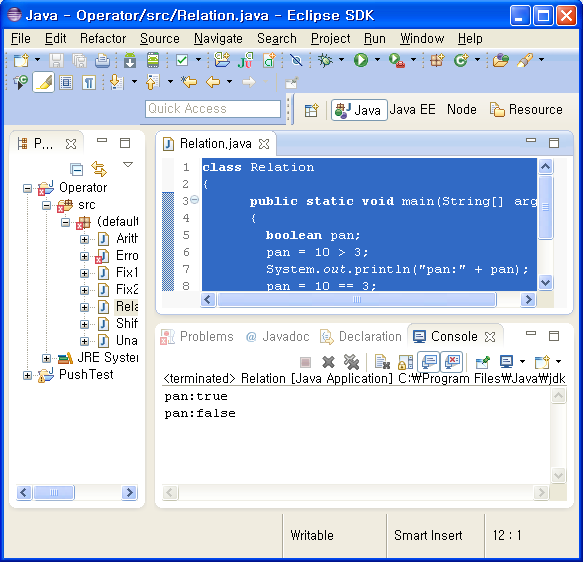 Java - Operator/src/Relation.java - Eclipse SDK
File Edit Refactor Source Navigate Search Project Run Window Help
Quick Access
Java Java EE Node Resource
P...
Operator
src
(default
Arith
Erro
Fix1
Fix2
Rela
Shif
Una
JRE System
PushTest
Relation.java
1 class Relation
2 {
3 public static void main(String[] arg
4 {
5 boolean pan;
6 pan = 10 > 3;
7 System.out.println("pan:" + pan);
8 pan = 10 == 3;
Problems @ Javadoc Declaration Console
<terminated> Relation [Java Application] C:₩Program Files₩Java₩jdk
pan:true
pan:false
Writable Smart Insert 12 : 1